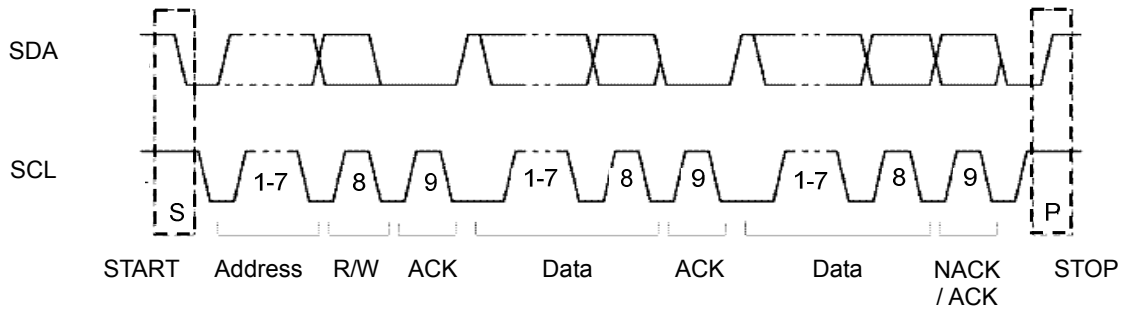 SDA
SCL
1-7 8 9 1-7 8 9 1-7 8 9
S P
START Address R/W ACK Data ACK Data NACK / ACK STOP